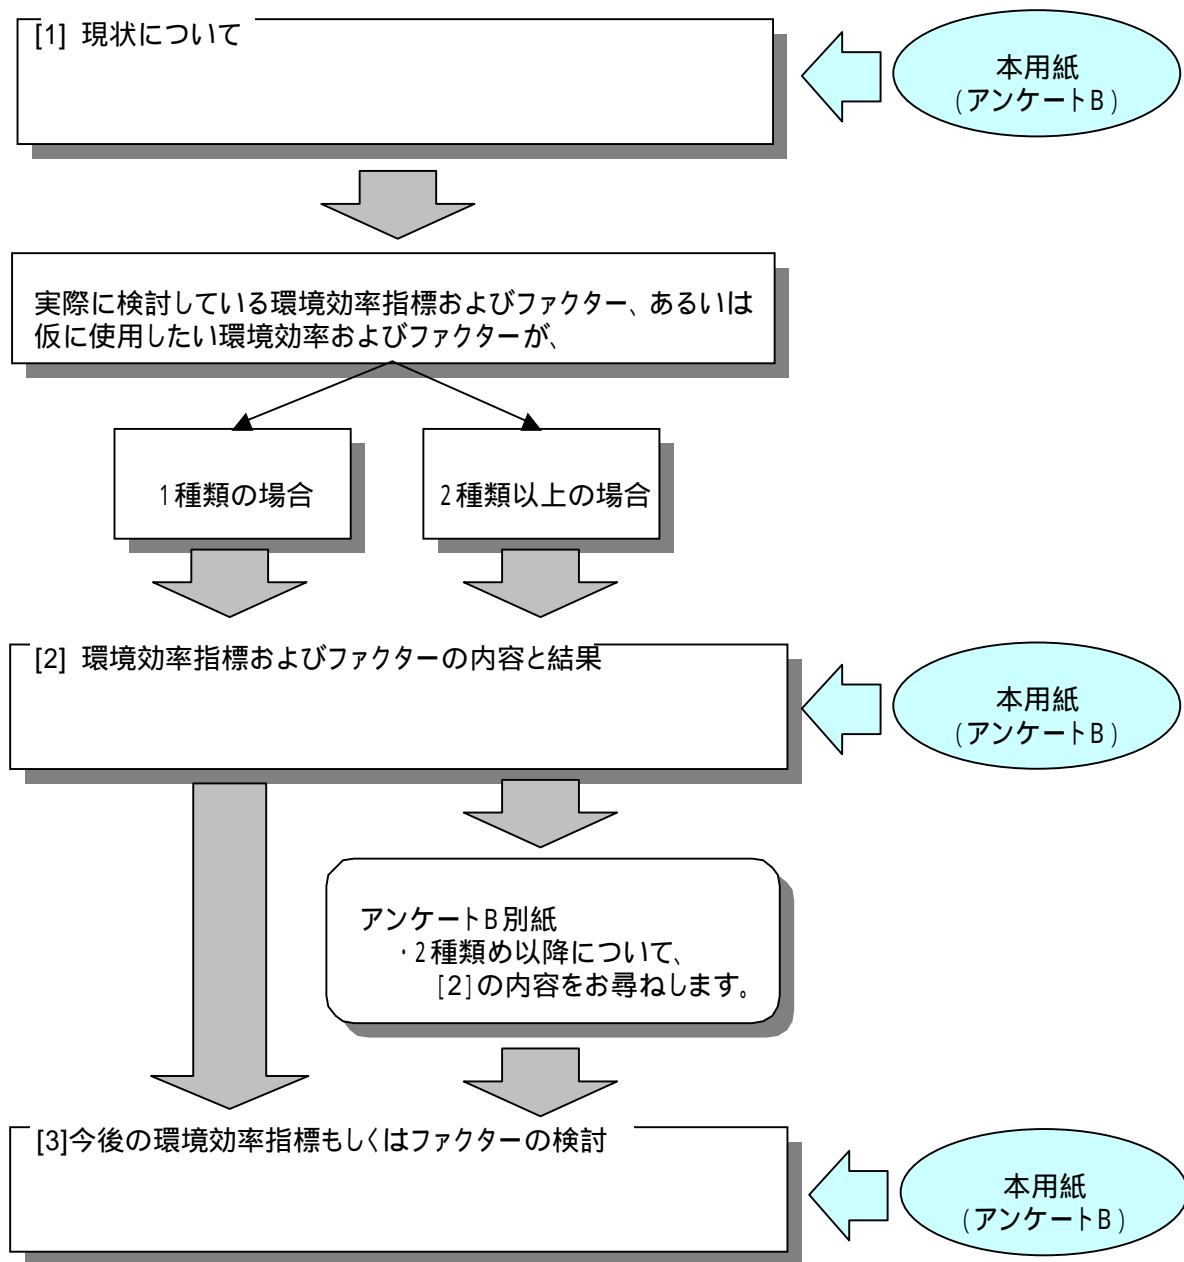 [1] 現状について
本用紙
(アンケートB)
実際に検討している環境効率指標およびファクター、あるいは
仮に使用したい環境効率およびファクターが、
1種類の場合
2種類以上の場合
[2] 環境効率指標およびファクターの内容と結果
本用紙
(アンケートB)
アンケートB別紙
・2種類め以降について、
[2]の内容をお尋ねします。
[3]今後の環境効率指標もしくはファクターの検討
本用紙
(アンケートB)